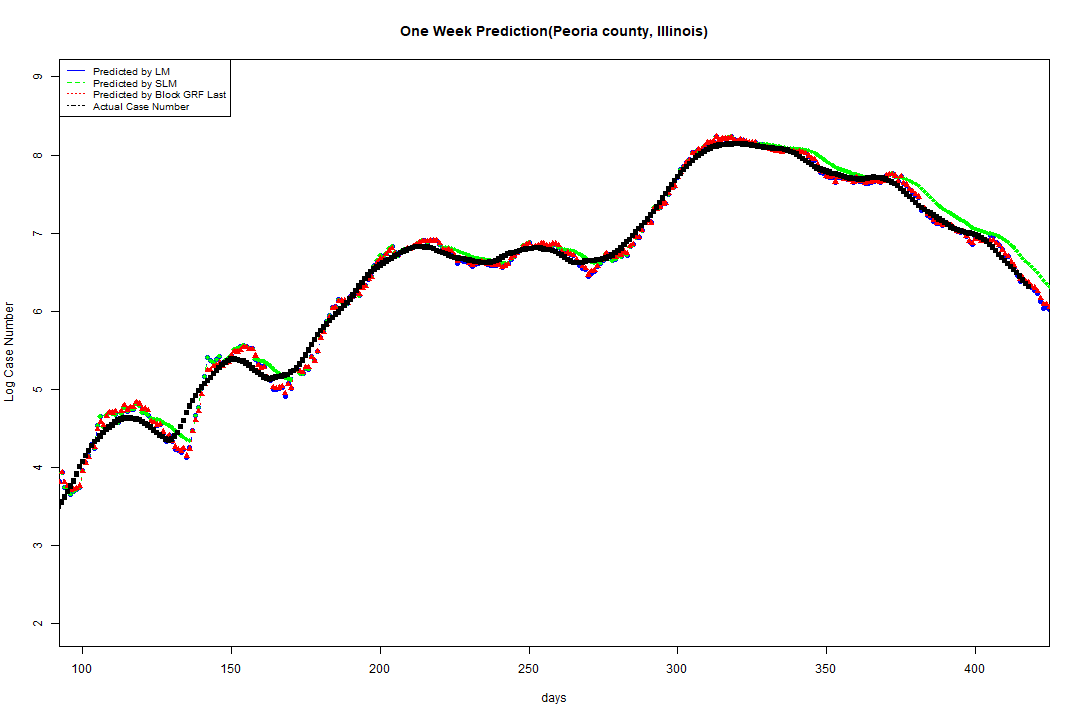 One Week Prediction(Peoria county, Illinois)
Predicted by LM
Predicted by SLM
Predicted by Block GRF Last
Actual Case Number
9
8
7
6
5
4
3
2
Log Case Number
100 150 200 250 300 350 400
days